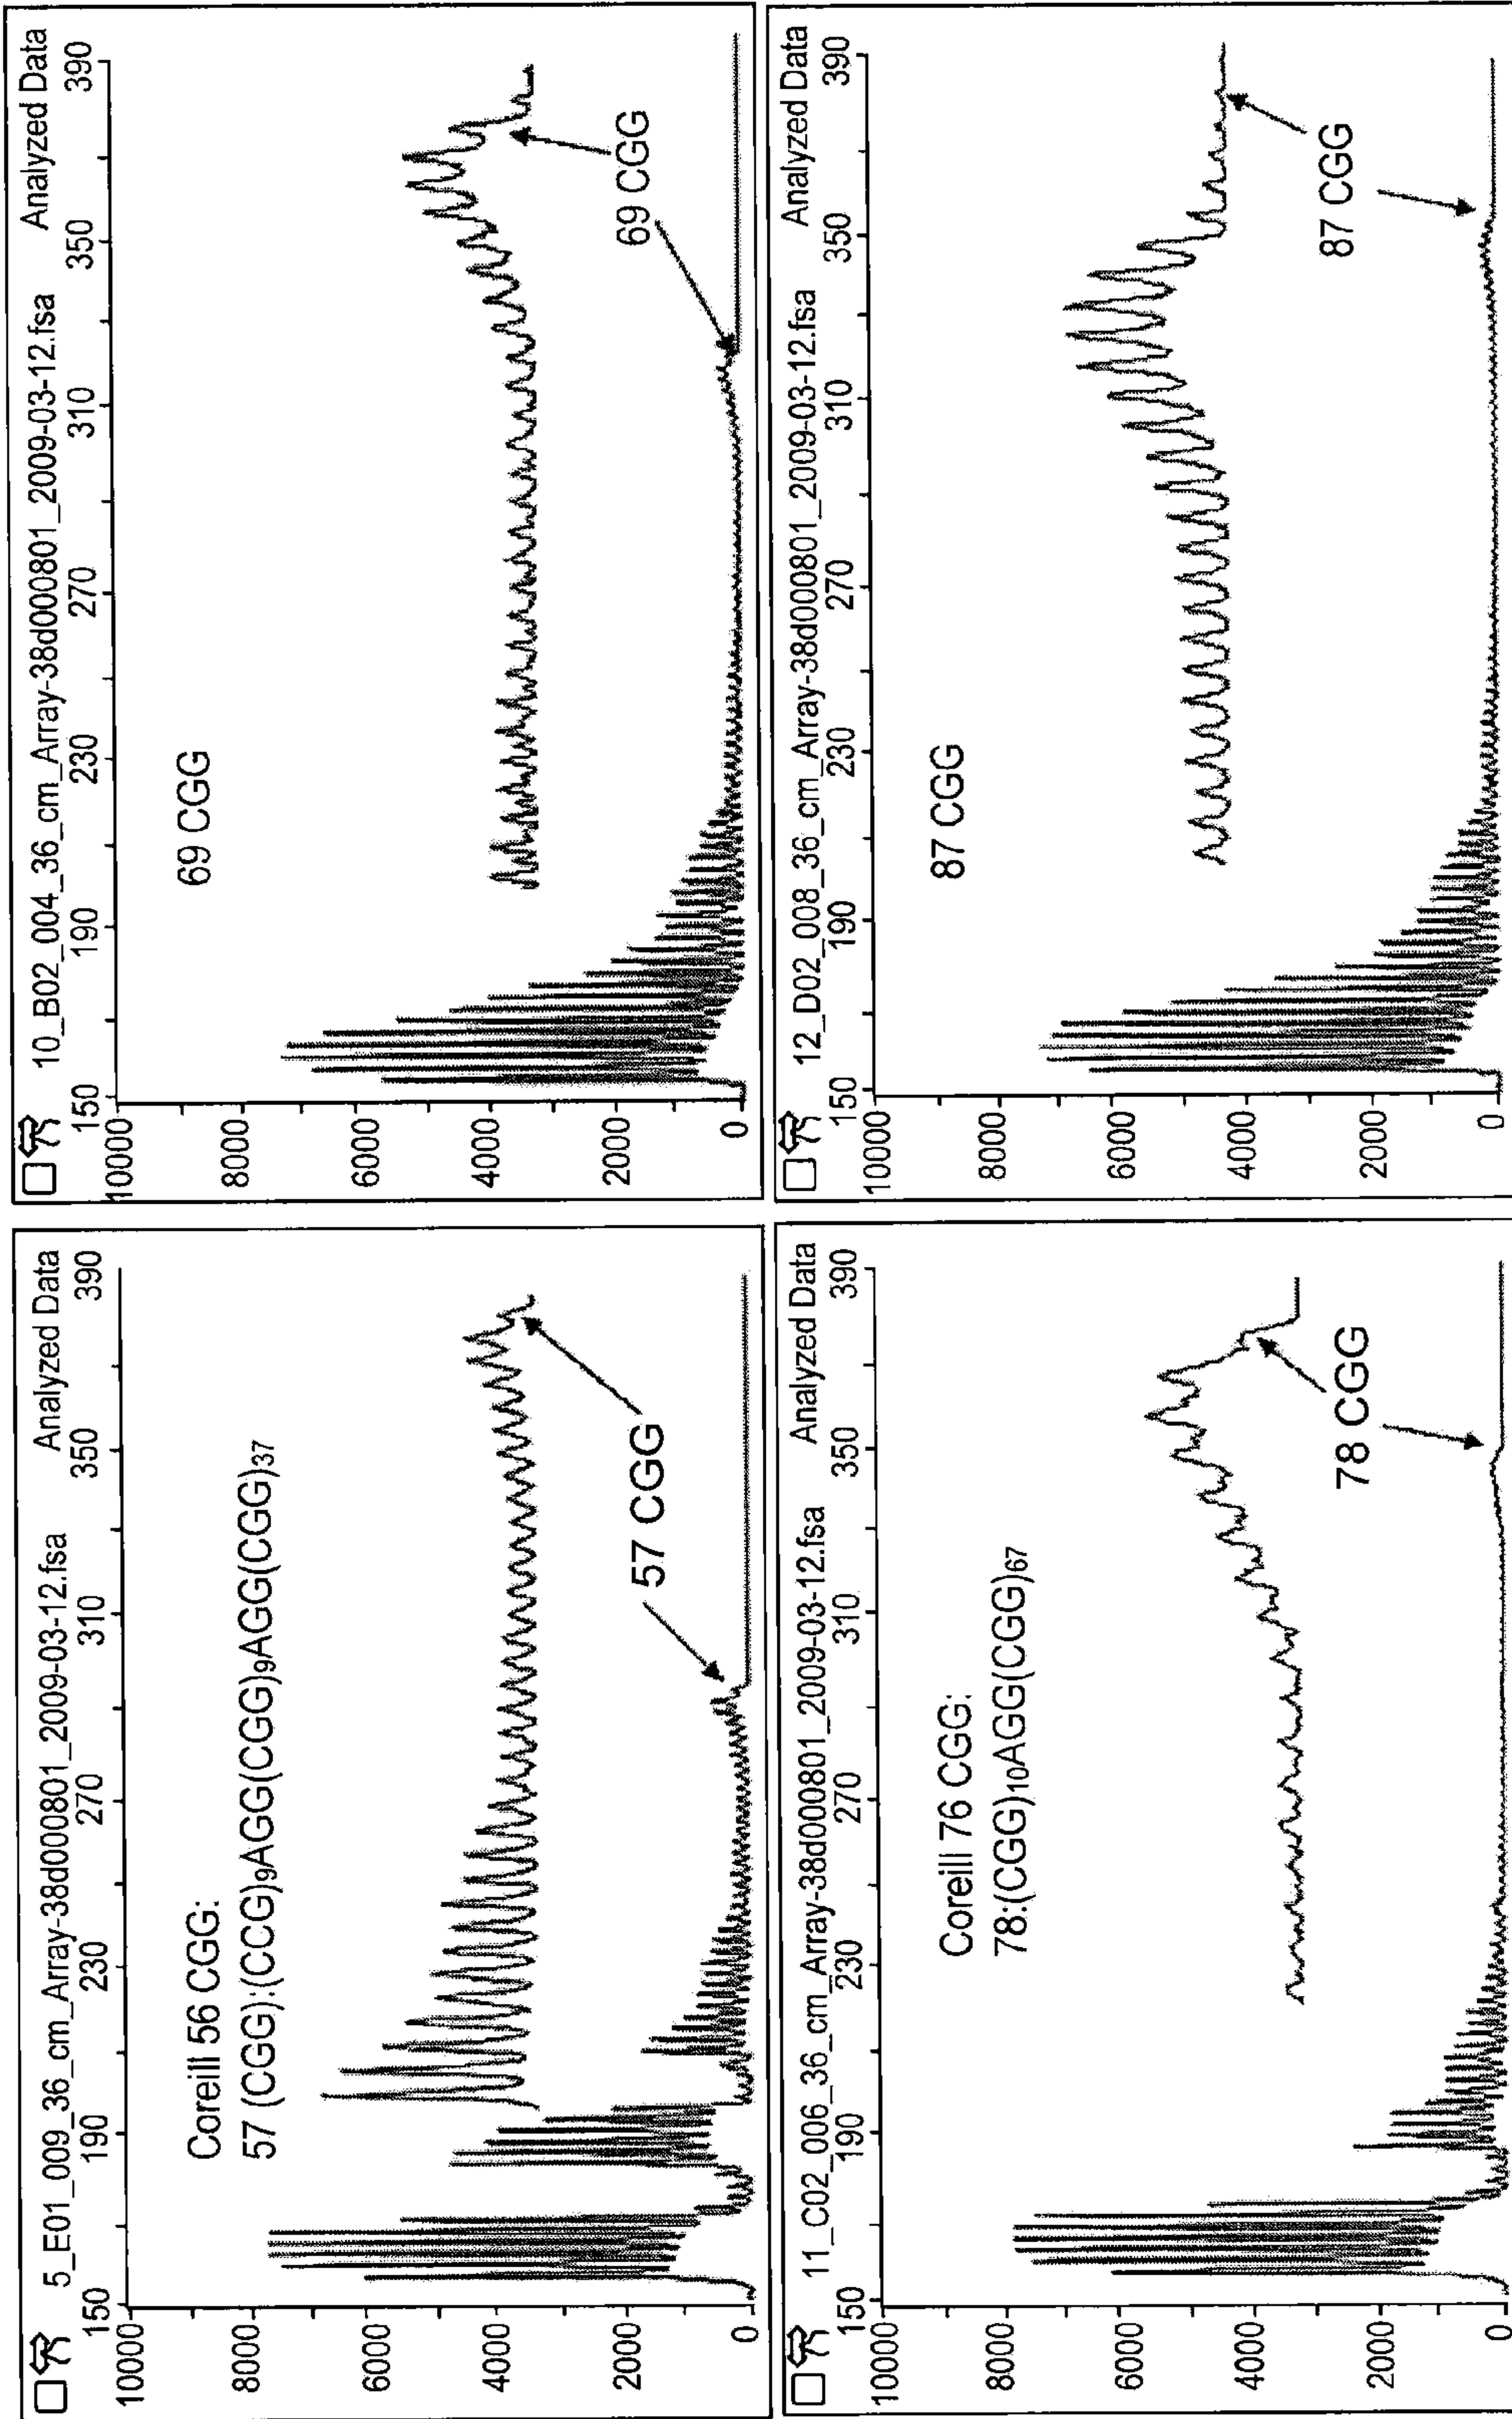 5_E01_009_36_cm_Array-38d000801_2009-03-12.fsa Analyzed Data
150 190 230 270 310 350 390
10000
8000
6000
4000
2000
0
Coreill 56 CGG:
57 (CGG):(CCG)9AGG(CGG)9AGG(CGG)37
57 CGG
10_B02_004_36_cm_Array-38d000801_2009-03-12.fsa Analyzed Data
150 190 230 270 310 350 390
10000
8000
6000
4000
2000
0
69 CGG
69 CGG
11_C02_006_36_cm_Array-38d000801_2009-03-12.fsa Analyzed Data
150 190 230 270 310 350 390
10000
8000
6000
4000
2000
0
Coreill 76 CGG:
78:(CGG)10AGG(CGG)67
78 CGG
12_D02_008_36_cm_Array-38d000801_2009-03-12.fsa Analyzed Data
150 190 230 270 310 350 390
10000
8000
6000
4000
2000
0
87 CGG
87 CGG